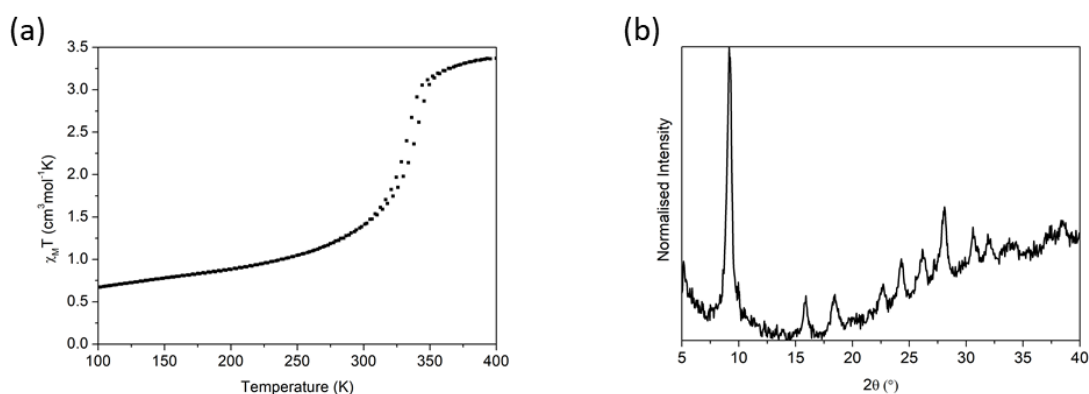 (a)
3.5
3.0
2.5
2.0
1.5
1.0
0.5
0.0
χMT (cm³mol⁻¹K)
100 150 200 250 300 350 400
Temperature (K)
(b)
Normalised Intensity
5 10 15 20 25 30 35 40
2θ (°)